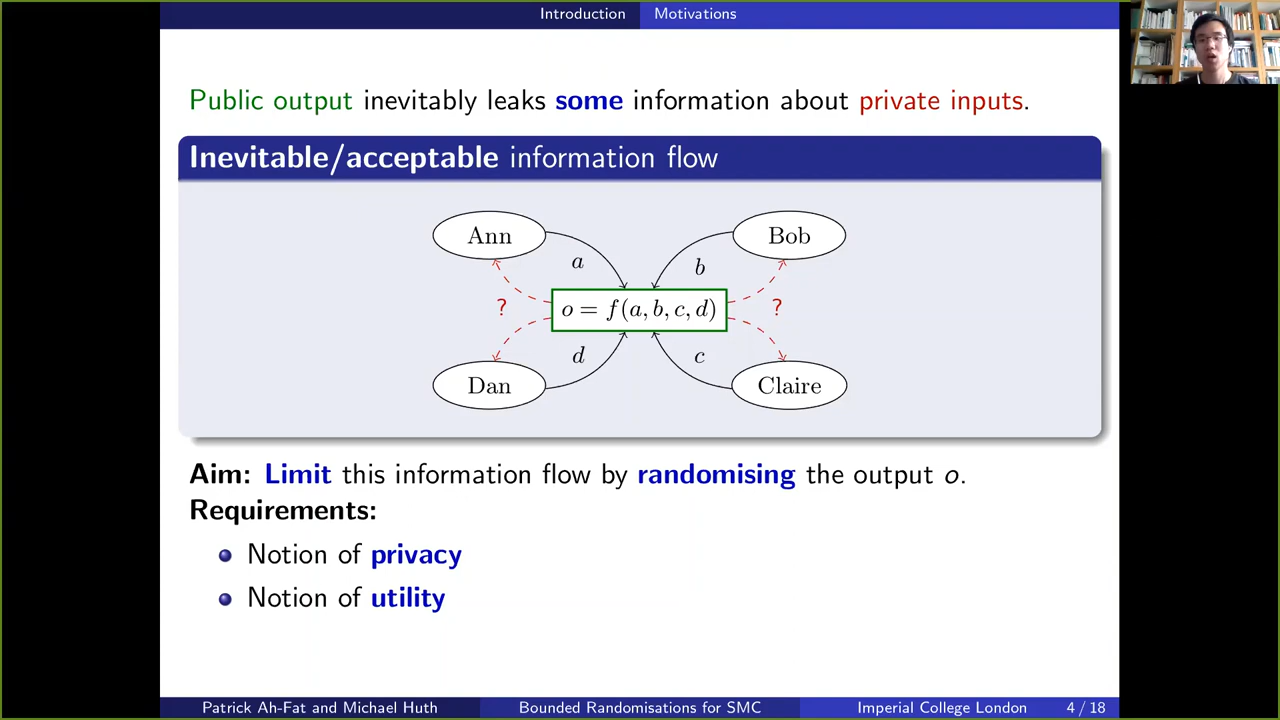 Introduction Motivations
Public output inevitably leaks some information about private inputs.
Inevitable/acceptable information flow
Ann
Bob
a
b
? o = f(a, b, c, d) ?
d
c
Dan
Claire
Aim: Limit this information flow by randomising the output o.
Requirements:
Notion of privacy
Notion of utility
Patrick Ah-Fat and Michael Huth Bounded Randomisations for SMC Imperial College London 4 / 18